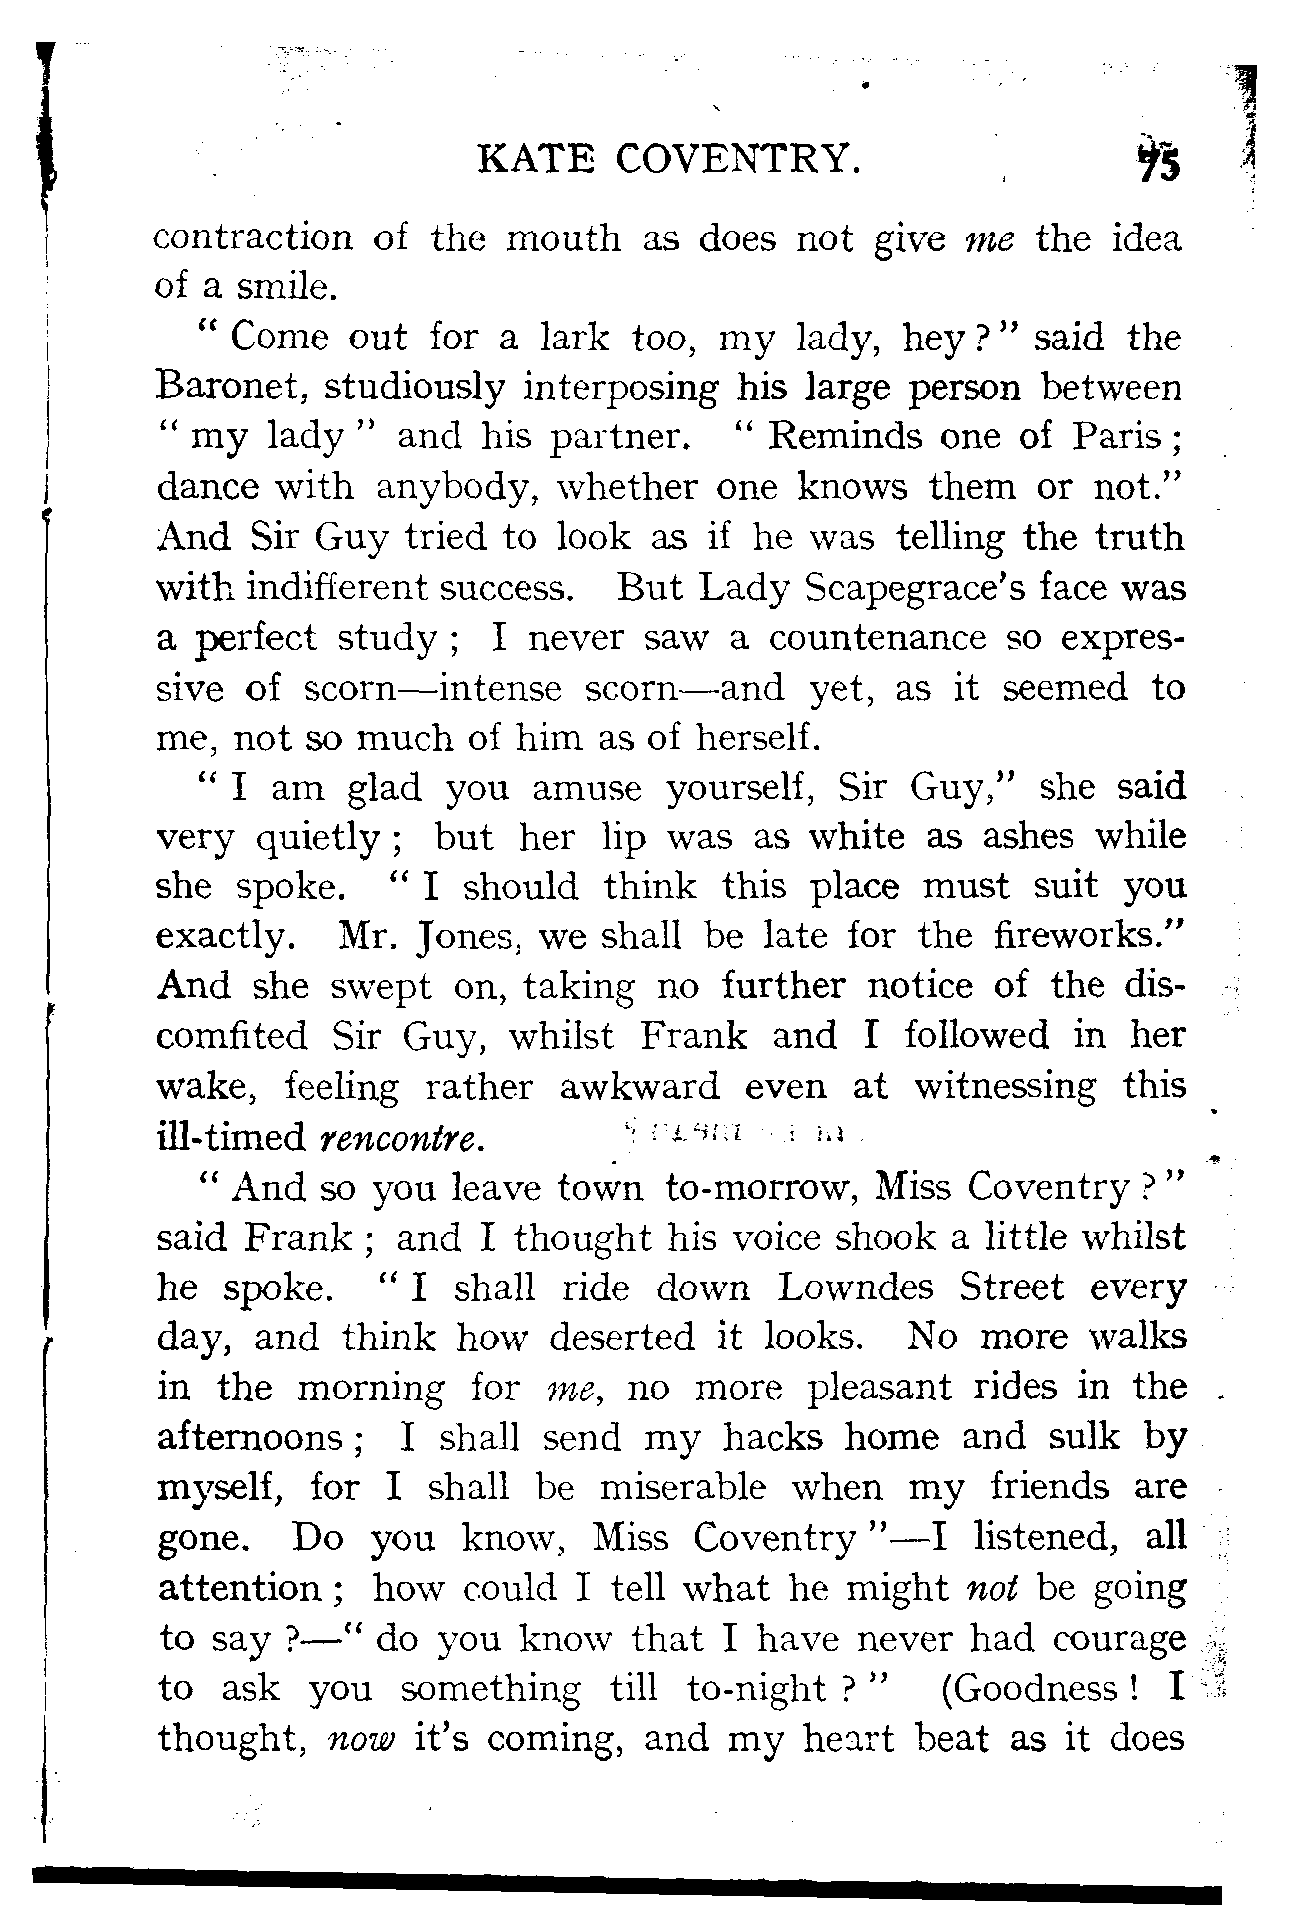 KATE COVENTRY. 75
contraction of the mouth as does not give me the idea
of a smile.
“ Come out for a lark too, my lady, hey ? ” said the
Baronet, studiously interposing his large person between
“ my lady ” and his partner. “ Reminds one of Paris ;
dance with anybody, whether one knows them or not.”
And Sir Guy tried to look as if he was telling the truth
with indifferent success. But Lady Scapegrace’s face was
a perfect study ; I never saw a countenance so expres-
sive of scorn—intense scorn—and yet, as it seemed to
me, not so much of him as of herself.
“ I am glad you amuse yourself, Sir Guy,” she said
very quietly ; but her lip was as white as ashes while
she spoke. “ I should think this place must suit you
exactly. Mr. Jones, we shall be late for the fireworks.”
And she swept on, taking no further notice of the dis-
comfited Sir Guy, whilst Frank and I followed in her
wake, feeling rather awkward even at witnessing this
ill-timed rencontre.
“ And so you leave town to-morrow, Miss Coventry ? ”
said Frank ; and I thought his voice shook a little whilst
he spoke. “ I shall ride down Lowndes Street every
day, and think how deserted it looks. No more walks
in the morning for me, no more pleasant rides in the
afternoons ; I shall send my hacks home and sulk by
myself, for I shall be miserable when my friends are
gone. Do you know, Miss Coventry ”—I listened, all
attention ; how could I tell what he might not be going
to say ?—“ do you know that I have never had courage
to ask you something till to-night ? ” (Goodness ! I
thought, now it’s coming, and my heart beat as it does